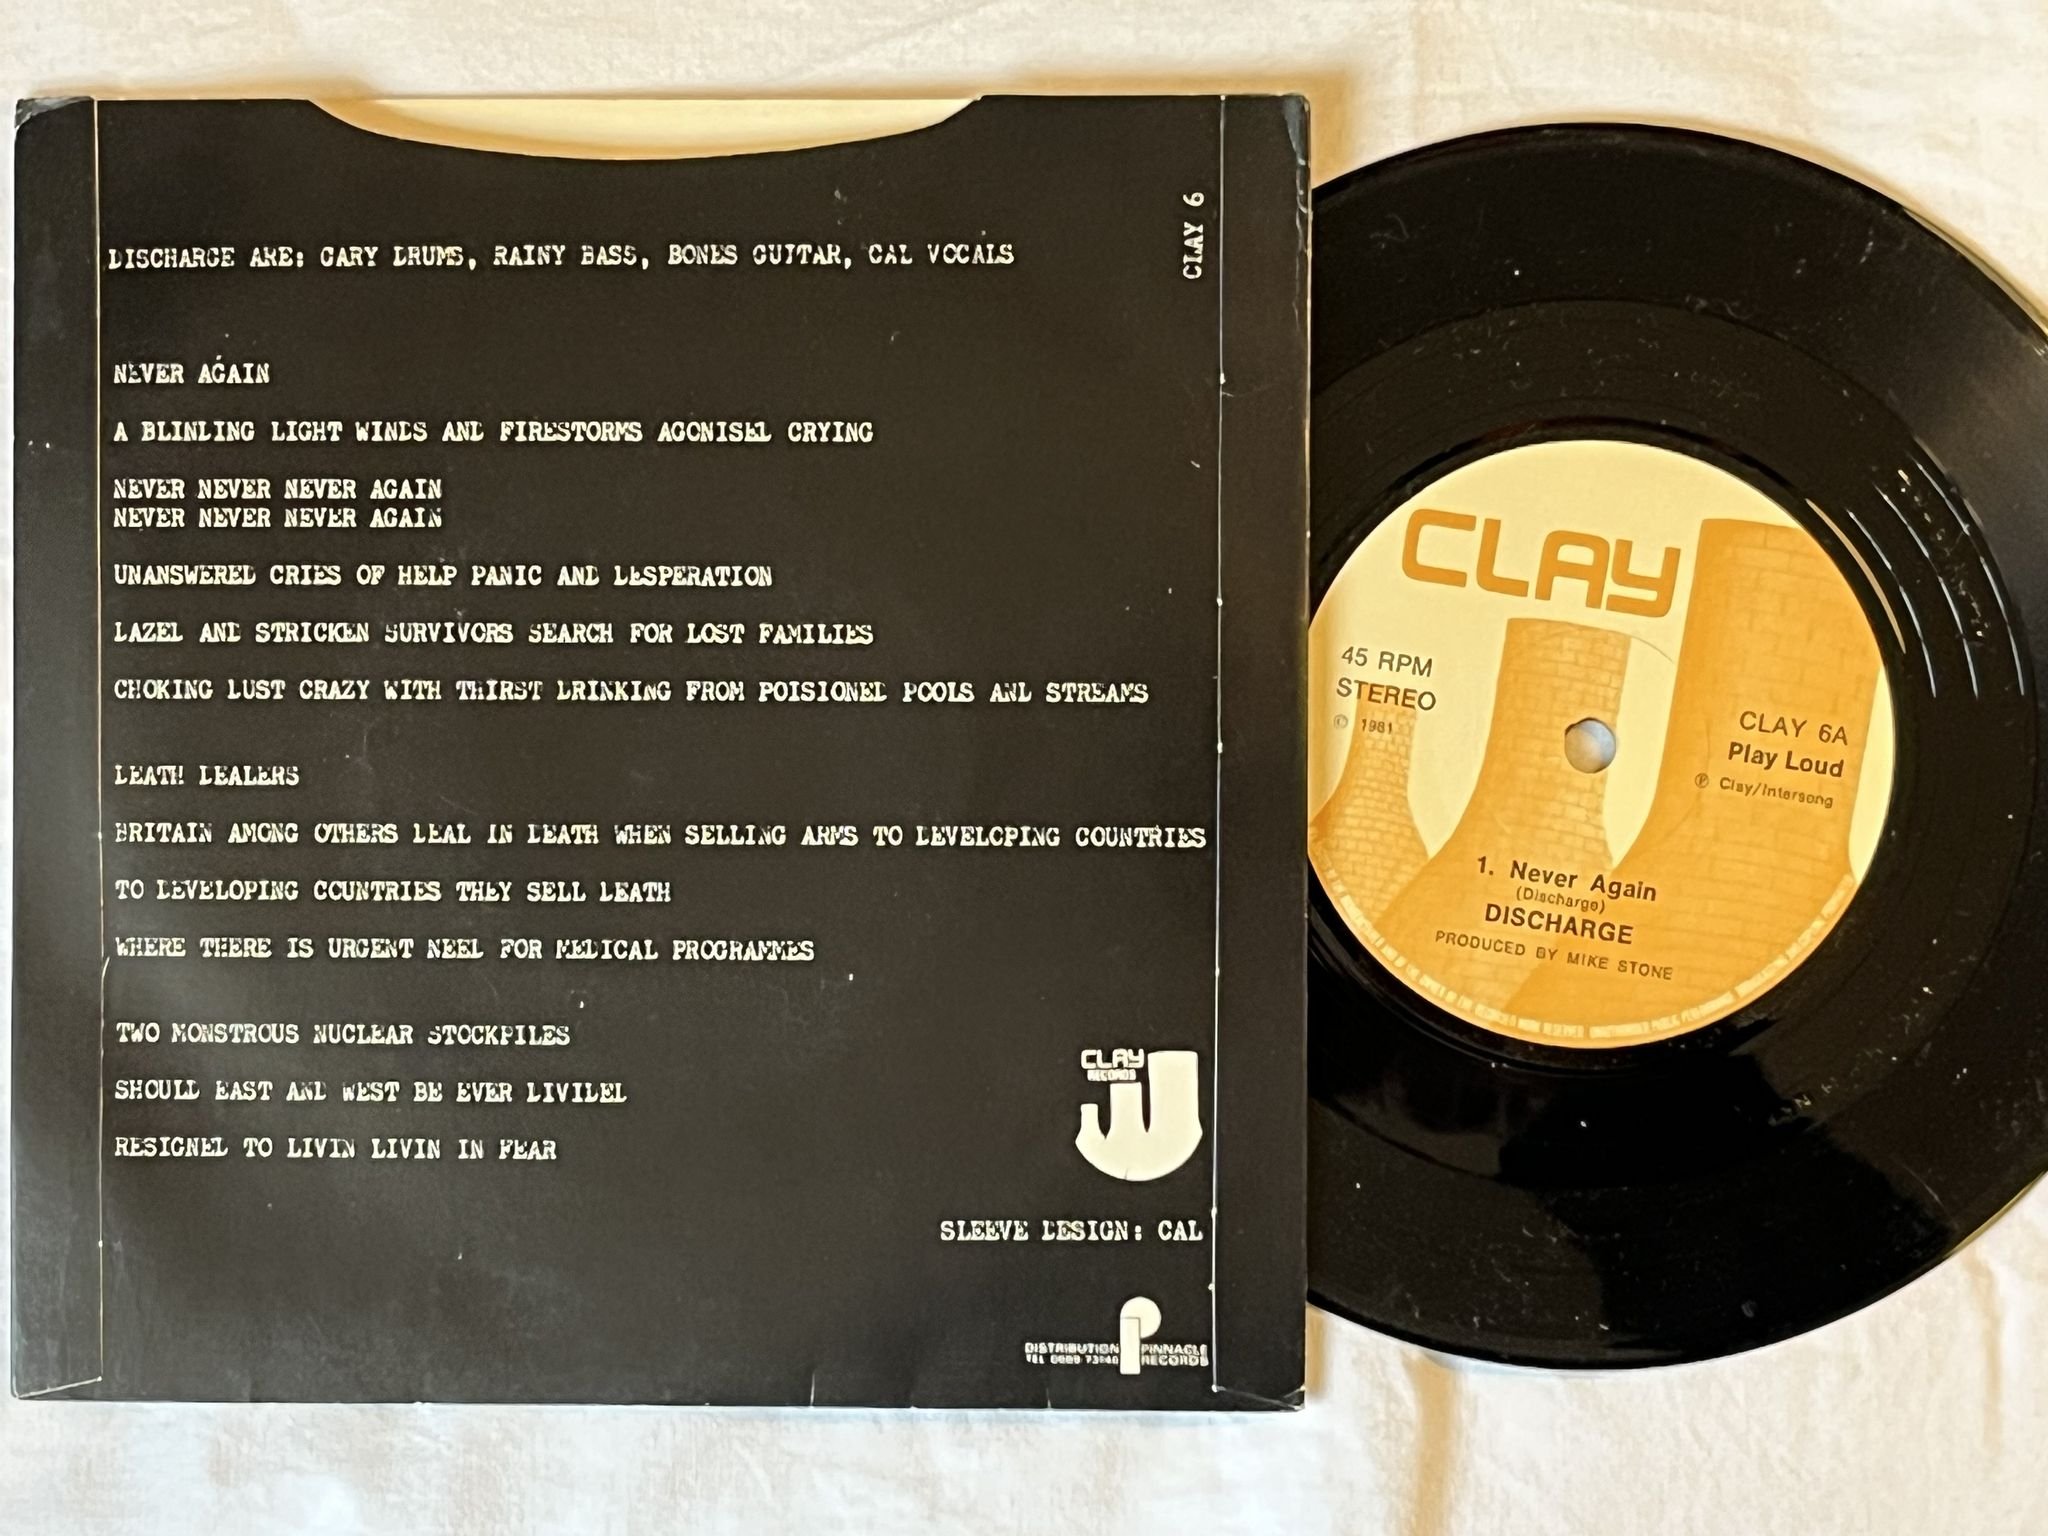 DISCHARGE ARE: GARY DRUMS, RAINY BASS, BONES GUITAR, CAL VOCALS
CLAY 6
NEVER AGAIN
A BLINDING LIGHT WINDS AND FIRESTORMS AGONISED CRYING
NEVER NEVER NEVER AGAIN
NEVER NEVER NEVER AGAIN
UNANSWERED CRIES OF HELP PANIC AND DESPERATION
DAZED AND STRICKEN SURVIVORS SEARCH FOR LOST FAMILIES
CHOKING DUST CRAZY WITH THIRST DRINKING FROM POISIONED POOLS AND STREAMS
DEATH DEALERS
BRITAIN AMONG OTHERS DEAL IN DEATH WHEN SELLING ARMS TO DEVELOPING COUNTRIES
TO DEVELOPING COUNTRIES THEY SELL DEATH
WHERE THERE IS URGENT NEED FOR MEDICAL PROGRAMMES
TWO MONSTROUS NUCLEAR STOCKPILES
SHOULD EAST AND WEST BE EVER DIVIDED
RESIGNED TO LIVIN LIVIN IN FEAR
CLAY
RECORDS
SLEEVE DESIGN: CAL
DISTRIBUTION PINNACLE
TEL RECORDS
CLAY
45 RPM
STEREO
© 1981
CLAY 6A
Play Loud
℗ Clay/Intersong
1. Never Again
(Discharge)
DISCHARGE
PRODUCED BY MIKE STONE